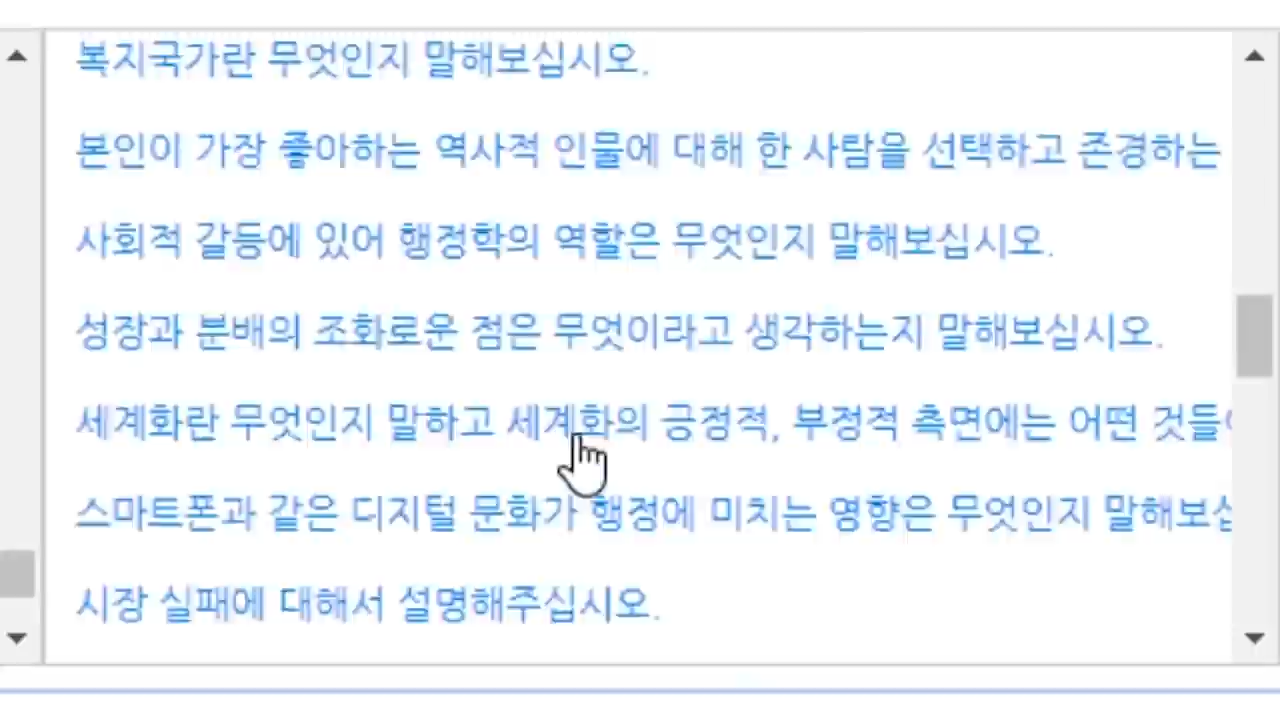 복지국가란 무엇인지 말해보십시오.
본인이 가장 좋아하는 역사적 인물에 대해 한 사람을 선택하고 존경하는
사회적 갈등에 있어 행정학의 역할은 무엇인지 말해보십시오.
성장과 분배의 조화로운 점은 무엇이라고 생각하는지 말해보십시오.
세계화란 무엇인지 말하고 세계화의 긍정적, 부정적 측면에는 어떤
스마트폰과 같은 디지털 문화가 행정에 미치는 영향은 무엇인지
시장 실패에 대해서 설명해주십시오.